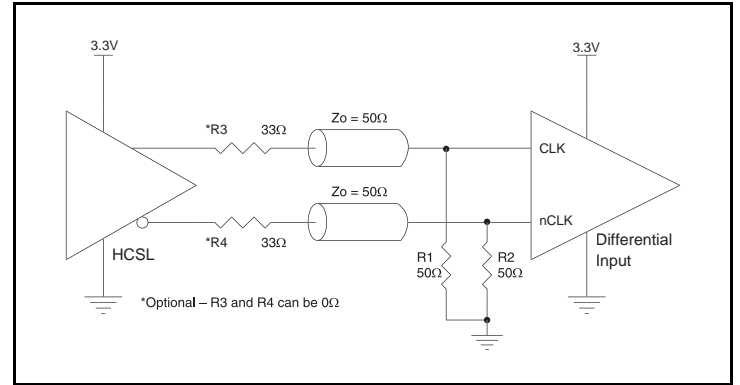 3.3V
3.3V
*R3 33Ω
Zo = 50Ω
CLK
Zo = 50Ω
nCLK
*R4 33Ω
HCSL
R1
50Ω
R2
50Ω
Differential
Input
*Optional – R3 and R4 can be 0Ω